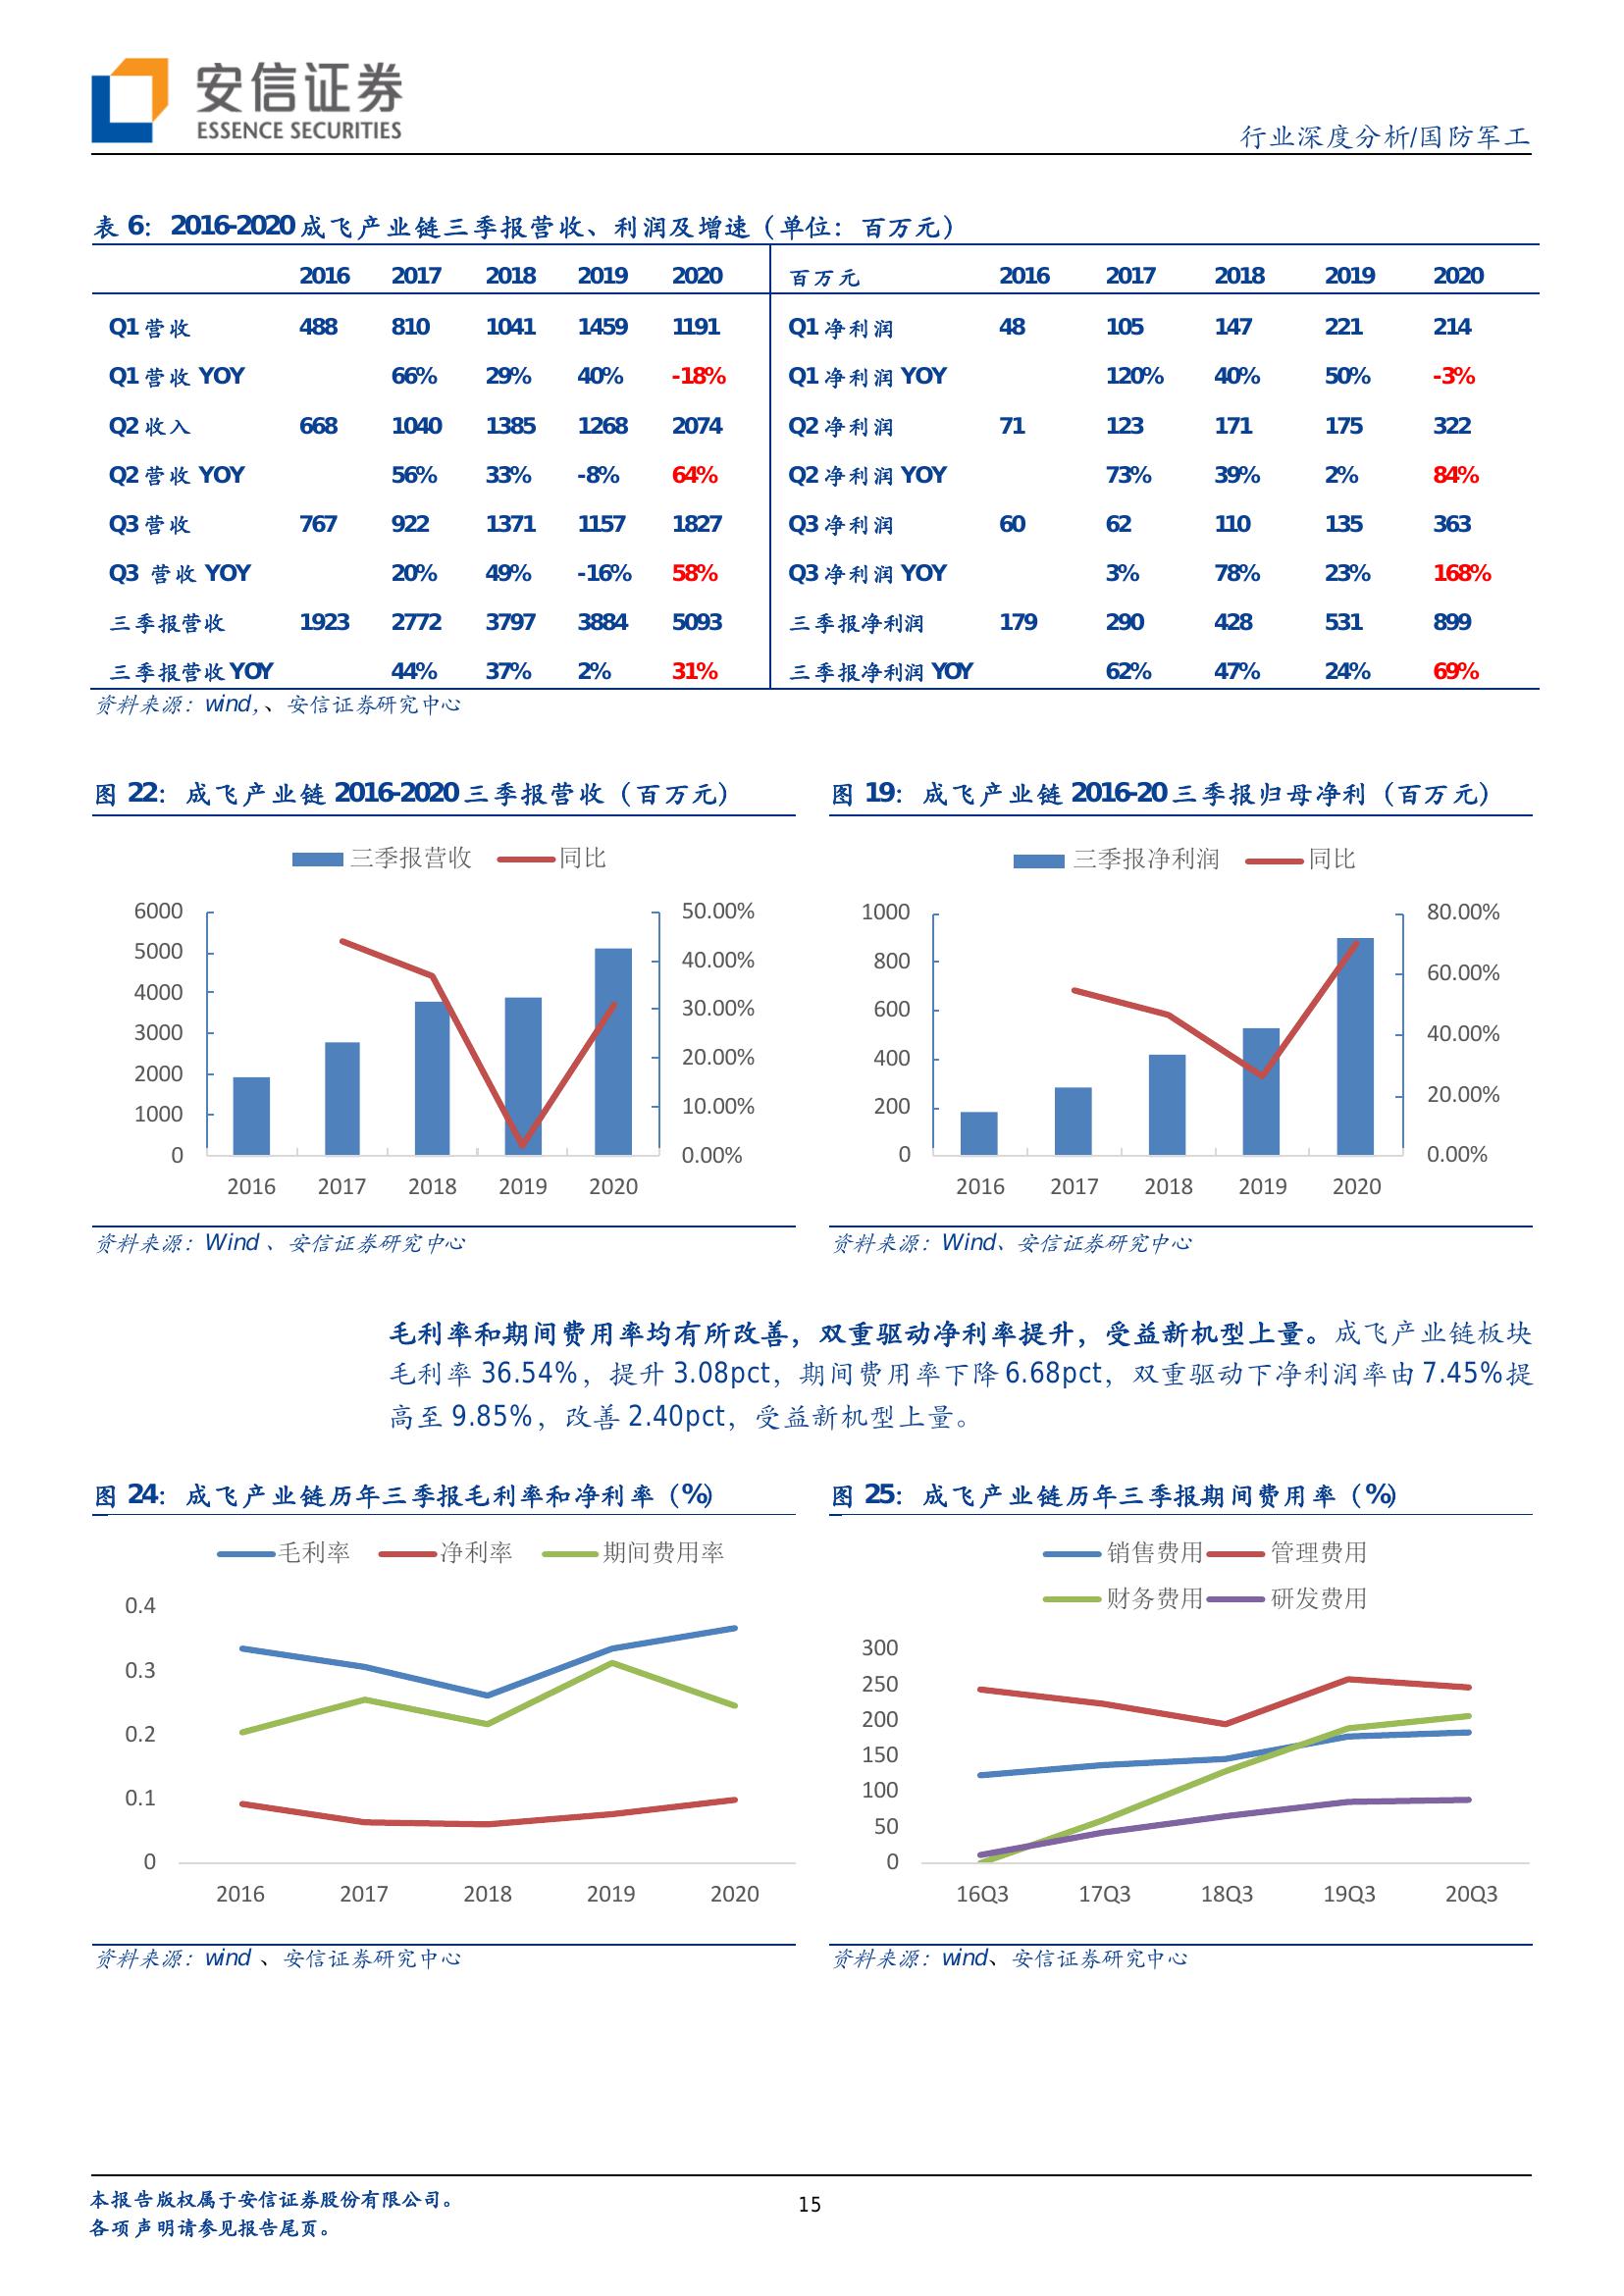 安信证券
ESSENCE SECURITIES
行业深度分析/国防军工
表 6：2016-2020 成飞产业链三季报营收、利润及增速（单位：百万元）
2016 2017 2018 2019 2020 百万元 2016 2017 2018 2019 2020
Q1 营收 488 810 1041 1459 1191 Q1 净利润 48 105 147 221 214
Q1 营收 YOY 66% 29% 40% -18% Q1 净利润 YOY 120% 40% 50% -3%
Q2 收入 668 1040 1385 1268 2074 Q2 净利润 71 123 171 175 322
Q2 营收 YOY 56% 33% -8% 64% Q2 净利润 YOY 73% 39% 2% 84%
Q3 营收 767 922 1371 1157 1827 Q3 净利润 60 62 110 135 363
Q3 营收 YOY 20% 49% -16% 58% Q3 净利润 YOY 3% 78% 23% 168%
三季报营收 1923 2772 3797 3884 5093 三季报净利润 179 290 428 531 899
三季报营收 YOY 44% 37% 2% 31% 三季报净利润 YOY 62% 47% 24% 69%
资料来源：wind,、安信证券研究中心
图 22：成飞产业链 2016-2020 三季报营收（百万元）
三季报营收 同比
6000 50.00%
5000 40.00%
4000 30.00%
3000 20.00%
2000 10.00%
1000 0.00%
0
2016 2017 2018 2019 2020
资料来源：Wind 、安信证券研究中心
图 19：成飞产业链 2016-20 三季报归母净利（百万元）
三季报净利润 同比
1000 80.00%
800 60.00%
600 40.00%
400 20.00%
200 0.00%
0
2016 2017 2018 2019 2020
资料来源：Wind、安信证券研究中心
毛利率和期间费用率均有所改善，双重驱动净利率提升，受益新机型上量。成飞产业链板块
毛利率 36.54%，提升 3.08pct，期间费用率下降 6.68pct，双重驱动下净利润率由 7.45%提
高至 9.85%，改善 2.40pct，受益新机型上量。
图 24：成飞产业链历年三季报毛利率和净利率（%）
毛利率 净利率 期间费用率
0.4
0.3
0.2
0.1
0
2016 2017 2018 2019 2020
资料来源：wind 、安信证券研究中心
图 25：成飞产业链历年三季报期间费用率（%）
销售费用 管理费用
财务费用 研发费用
300
250
200
150
100
50
0
16Q3 17Q3 18Q3 19Q3 20Q3
资料来源：wind、安信证券研究中心
本报告版权属于安信证券股份有限公司。
各项声明请参见报告尾页。
15